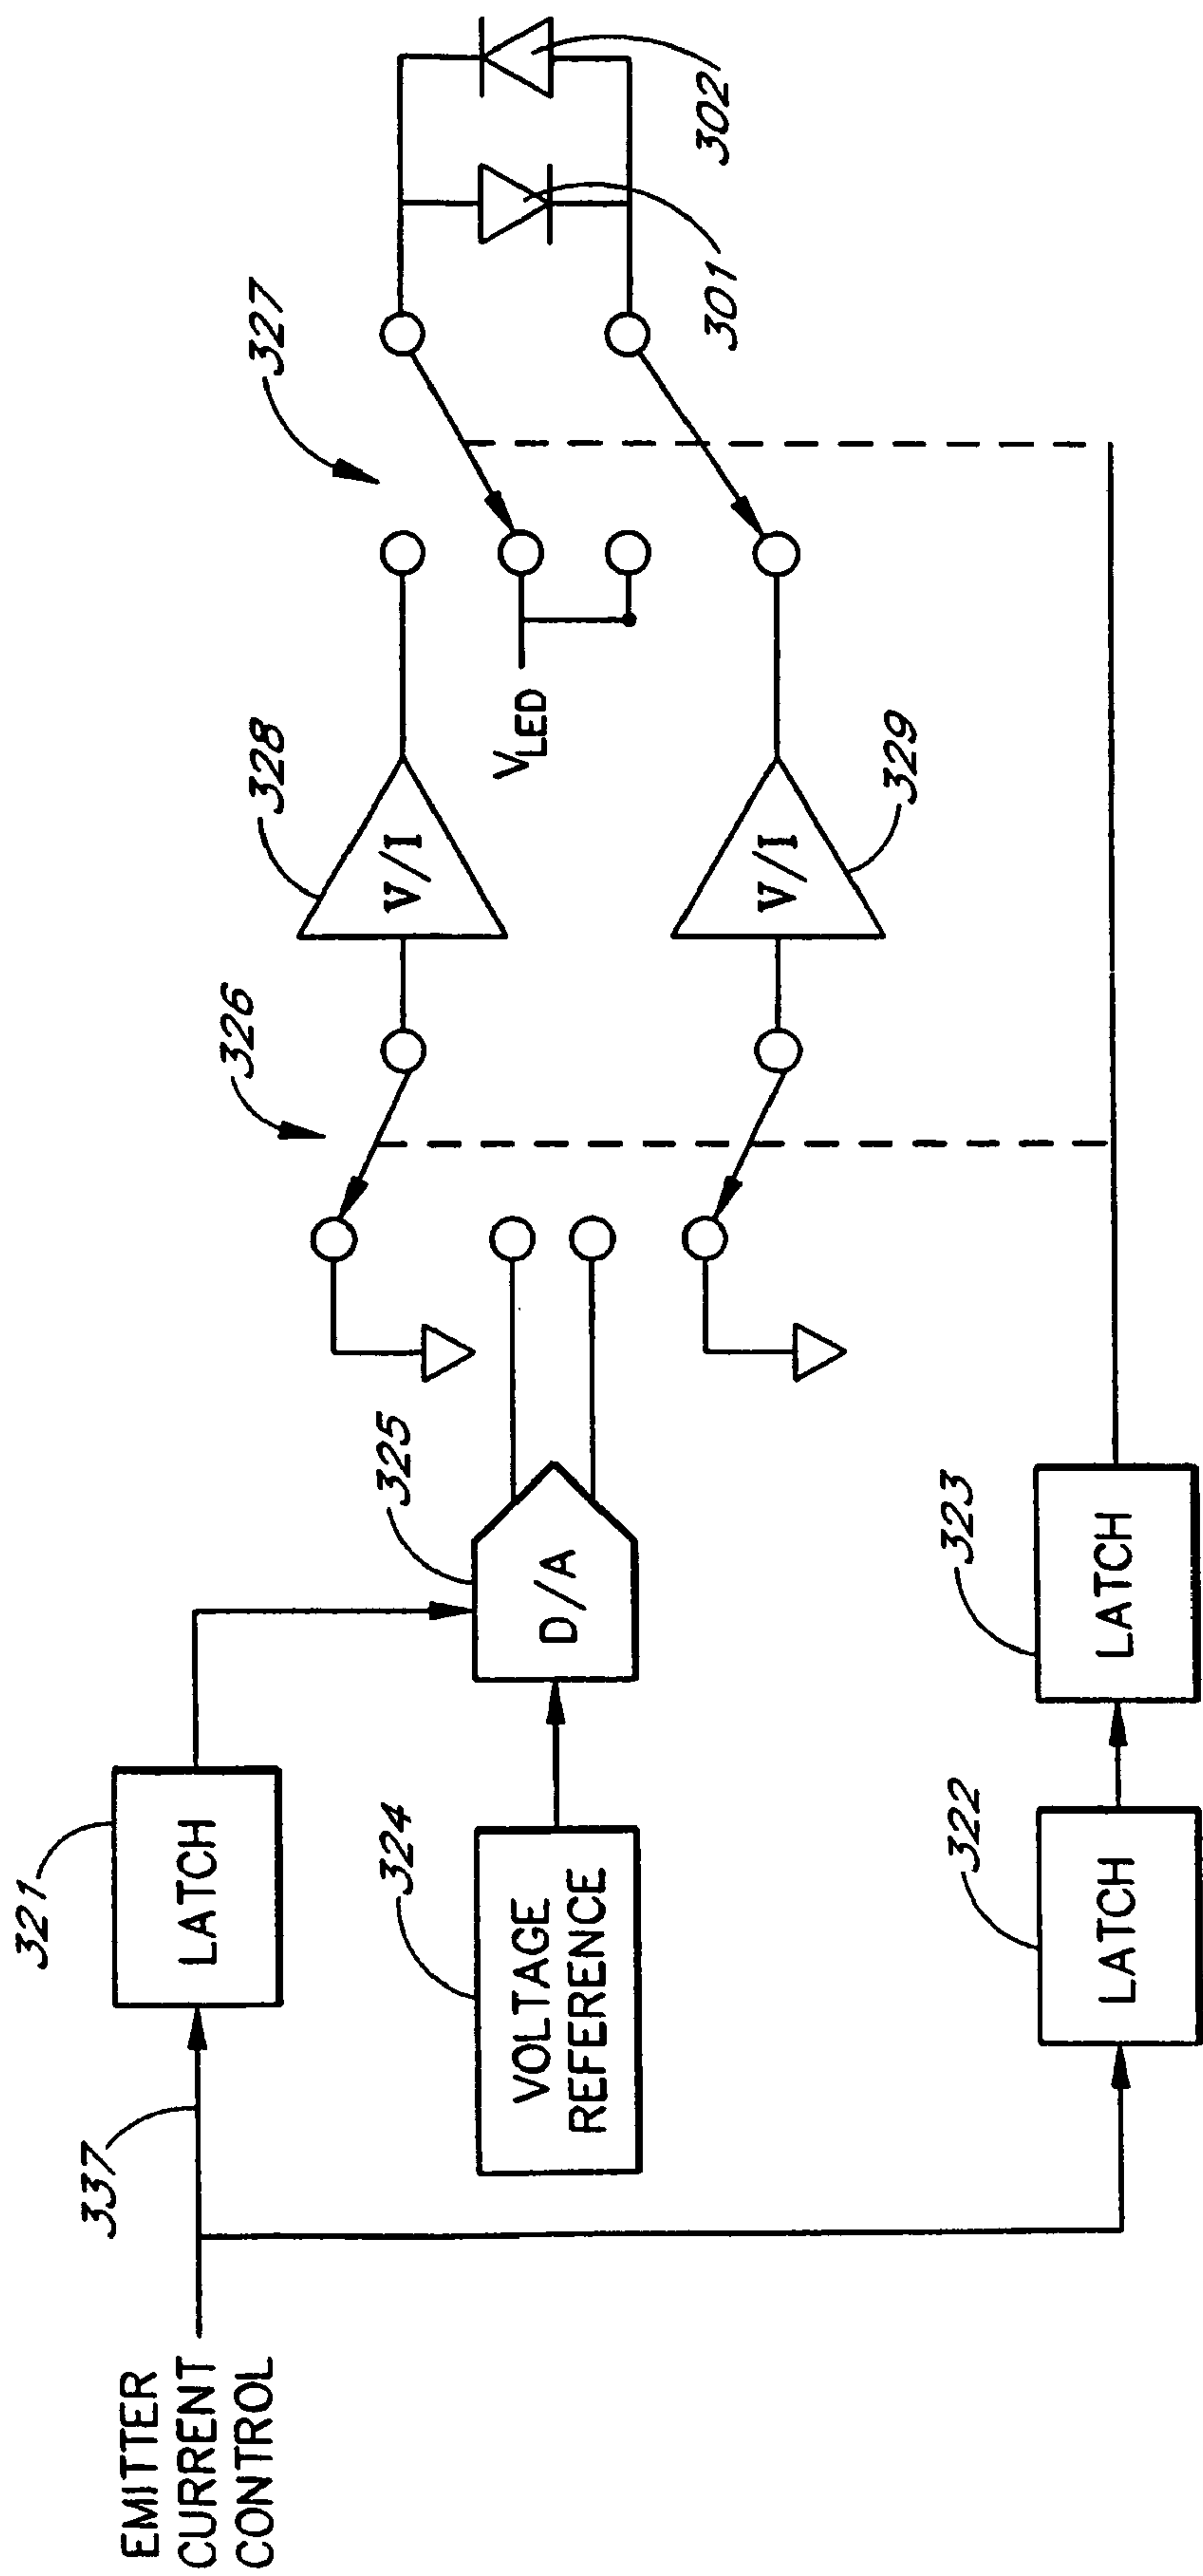 EMITTER
CURRENT
CONTROL
337
321
LATCH
324
VOLTAGE
REFERENCE
325
D/A
326
328
V/I
V/I
329
V_LED
327
301
302
322
LATCH
323
LATCH